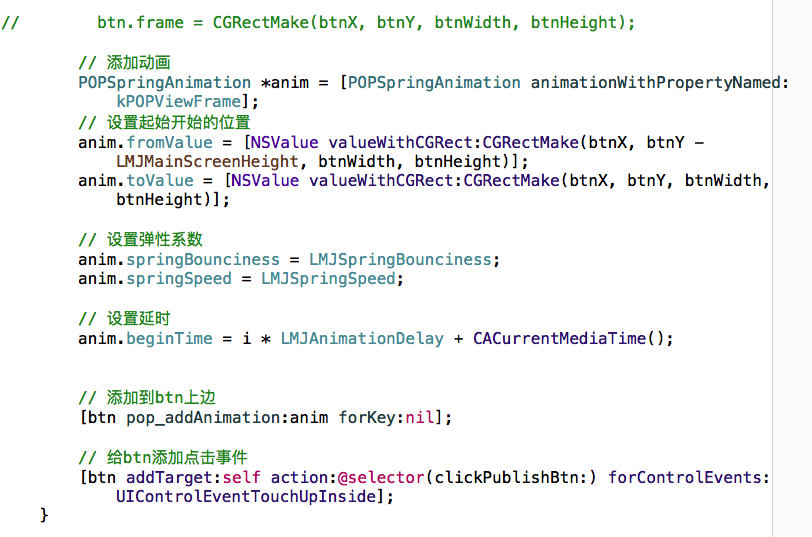 //        btn.frame = CGRectMake(btnX, btnY, btnWidth, btnHeight);
// 添加动画
POPSpringAnimation *anim = [POPSpringAnimation animationWithPropertyNamed:
kPOPViewFrame];
// 设置起始开始的位置
anim.fromValue = [NSValue valueWithCGRect:CGRectMake(btnX, btnY -
LMJMainScreenHeight, btnWidth, btnHeight)];
anim.toValue = [NSValue valueWithCGRect:CGRectMake(btnX, btnY, btnWidth,
btnHeight)];
// 设置弹性系数
anim.springBounciness = LMJSpringBounciness;
anim.springSpeed = LMJSpringSpeed;
// 设置延时
anim.beginTime = i * LMJAnimationDelay + CACurrentMediaTime();
// 添加到btn上边
[btn pop_addAnimation:anim forKey:nil];
// 给btn添加点击事件
[btn addTarget:self action:@selector(clickPublishBtn:) forControlEvents:
UIControlEventTouchUpInside];
}